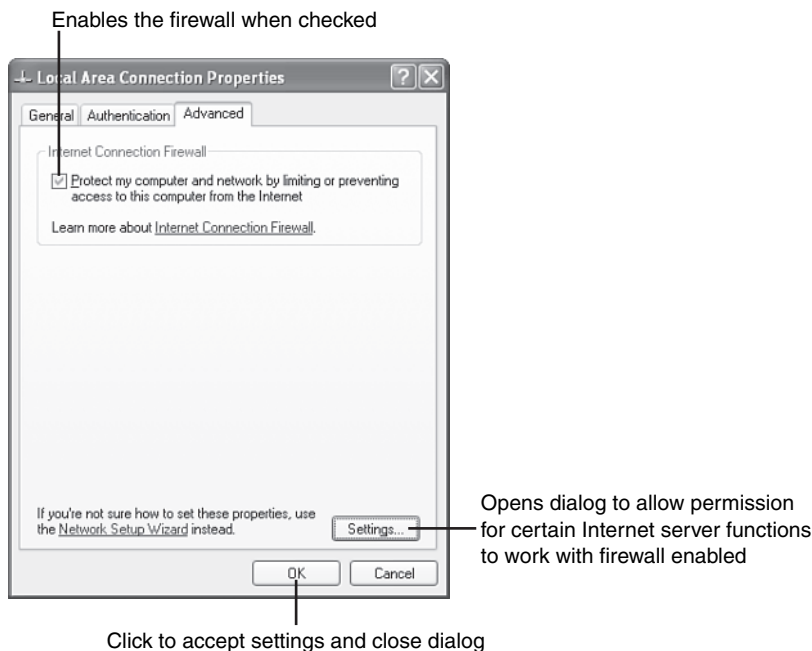 Enables the firewall when checked
Local Area Connection Properties
General Authentication Advanced
Internet Connection Firewall
Protect my computer and network by limiting or preventing
access to this computer from the Internet
Learn more about Internet Connection Firewall.
If you're not sure how to set these properties, use
the Network Setup Wizard instead.
Settings...
Opens dialog to allow permission
for certain Internet server functions
to work with firewall enabled
OK Cancel
Click to accept settings and close dialog